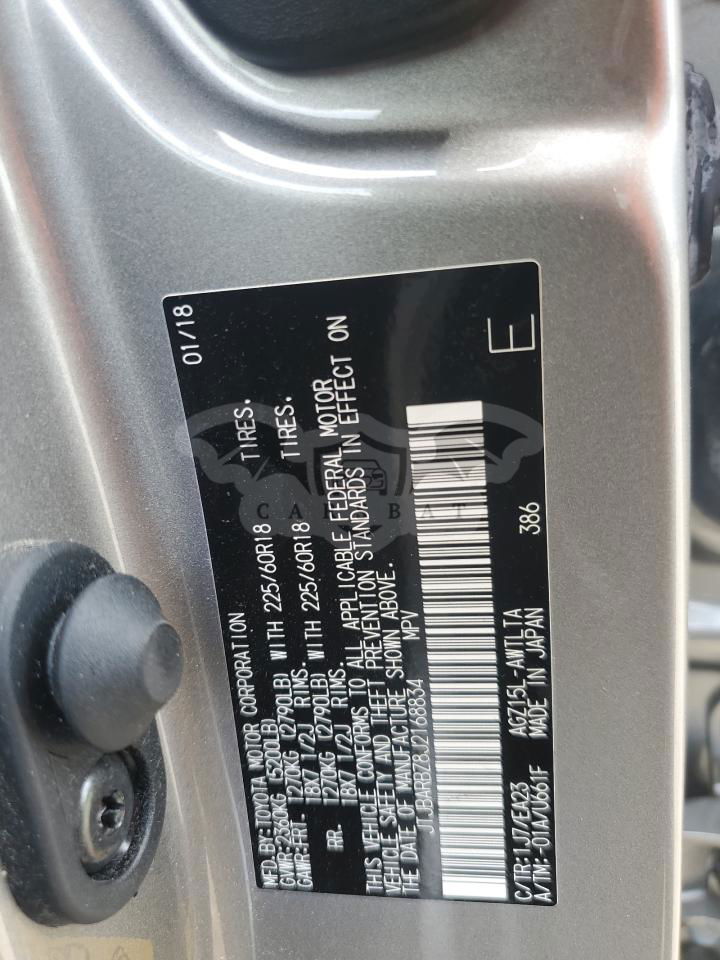 MFD.BY:TOYOTA MOTOR CORPORATION 01/18
GVWR:2360KG (5200LB)
GAWR:FRT- 1270KG (2790LB) WITH 225/60R18 TIRES.
18X7 1/2J RIMS.
RR. 1270KG (2790LB) WITH 225/60R18 TIRES.
18X7 1/2J RIMS.
THIS VEHICLE CONFORMS TO ALL APPLICABLE FEDERAL MOTOR
VEHICLE SAFETY AND THEFT PREVENTION STANDARDS IN EFFECT ON
THE DATE OF MANUFACTURE SHOWN ABOVE.
JTJBARBZ8J2168834 MPV
C/TR:1J7/EA23 AGZ15L-AWTLTA 386 E
A/TM:-01A/U661F MADE IN JAPAN
CAR BAT